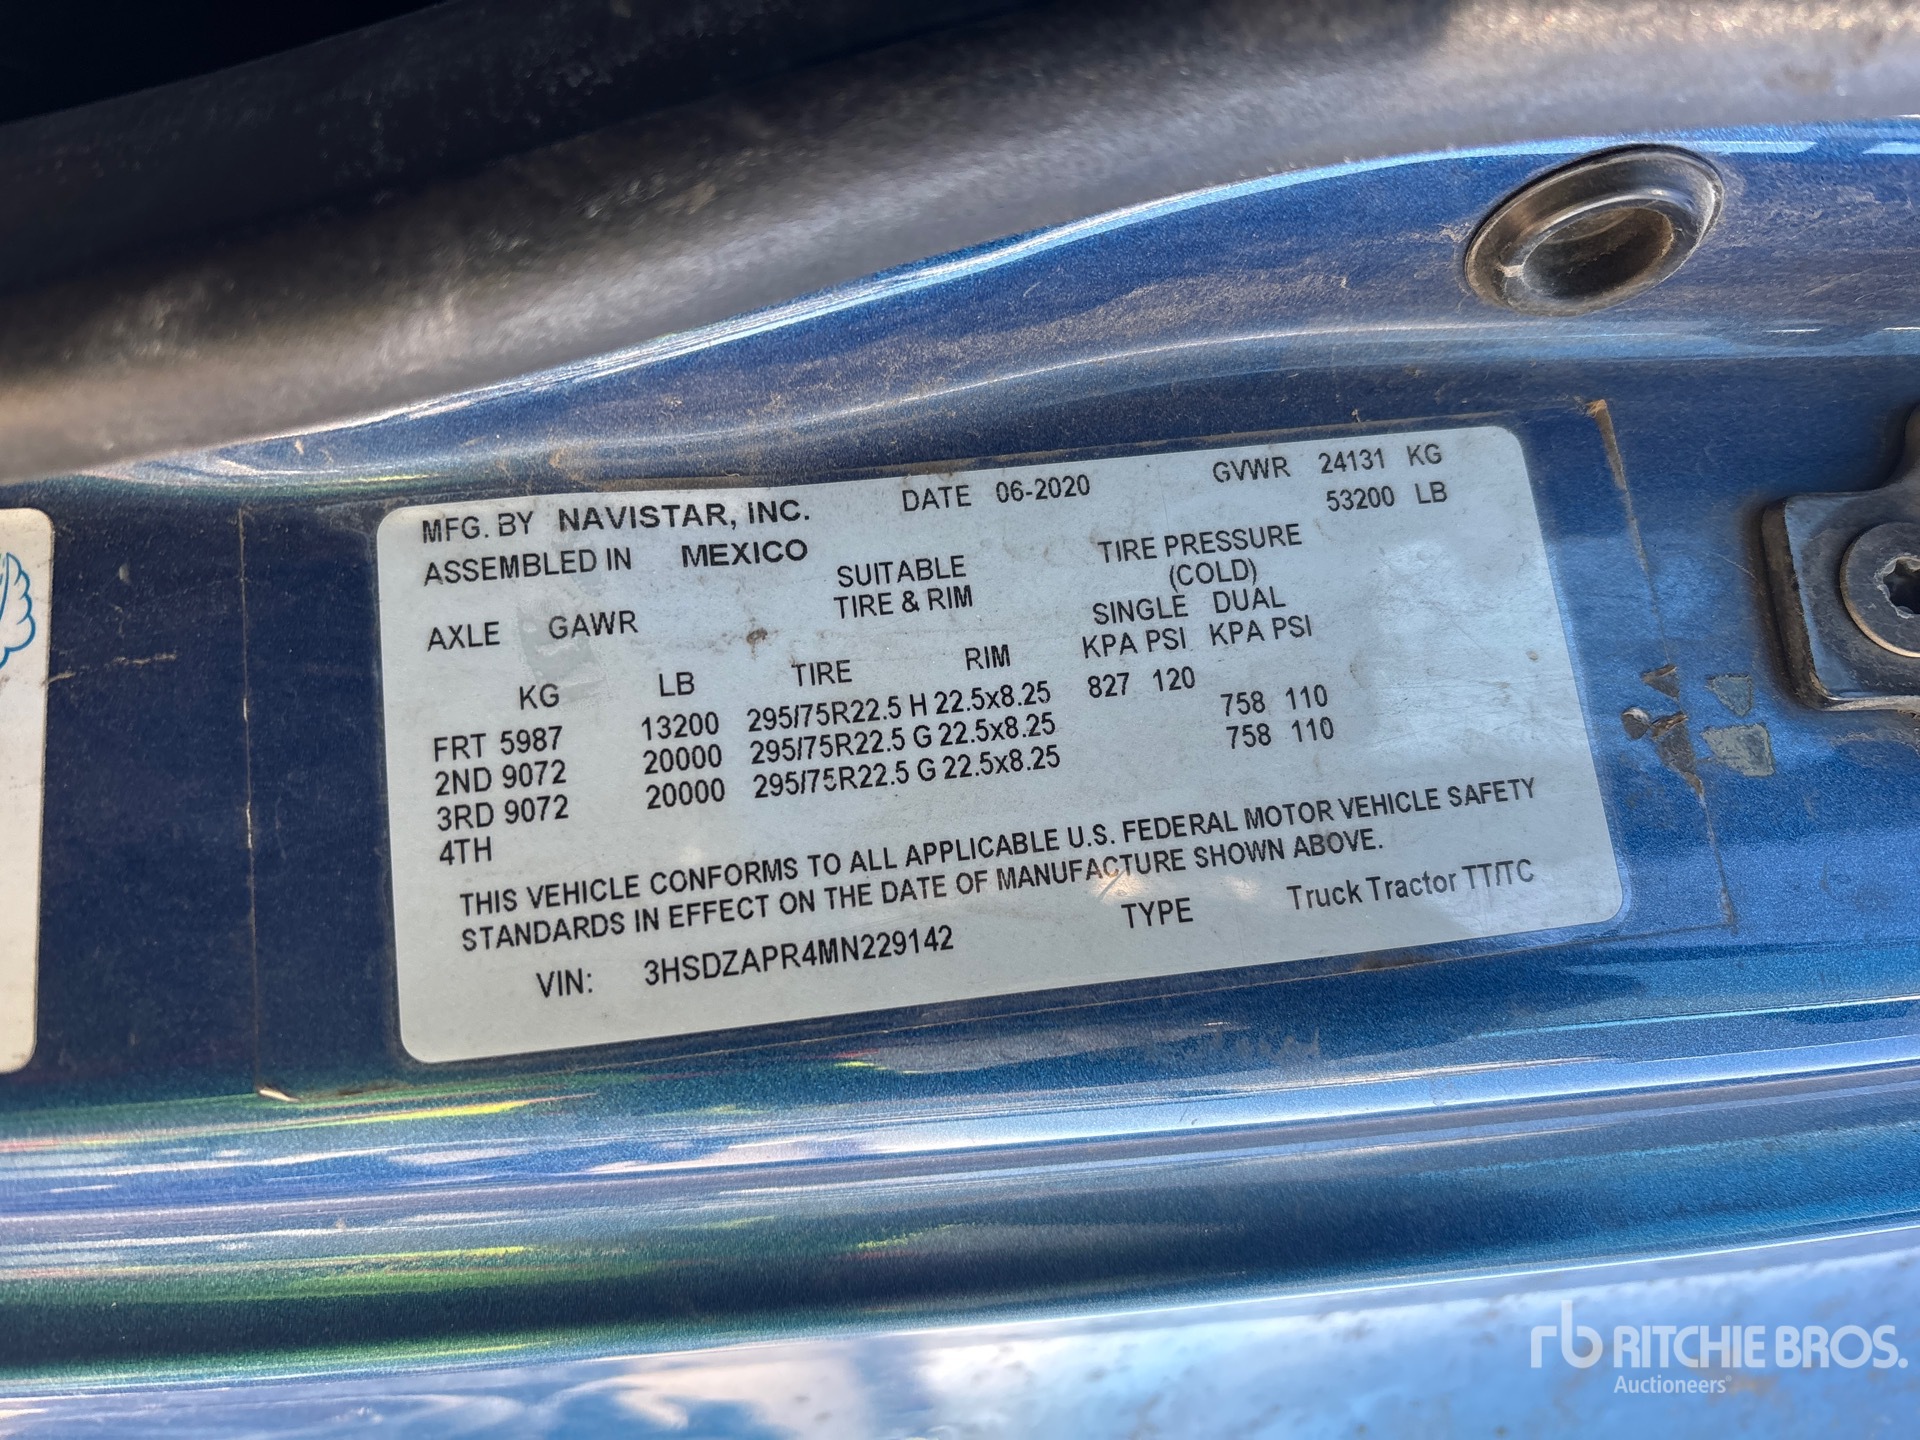 MFG. BY NAVISTAR, INC. DATE 06-2020 GVWR 24131 KG
53200 LB
ASSEMBLED IN MEXICO
SUITABLE TIRE PRESSURE
TIRE & RIM (COLD)
AXLE GAWR SINGLE DUAL
KPA PSI KPA PSI
KG LB TIRE RIM
FRT 5987 13200 295/75R22.5 H 22.5x8.25 827 120
2ND 9072 20000 295/75R22.5 G 22.5x8.25 758 110
3RD 9072 20000 295/75R22.5 G 22.5x8.25 758 110
4TH
THIS VEHICLE CONFORMS TO ALL APPLICABLE U.S. FEDERAL MOTOR VEHICLE SAFETY
STANDARDS IN EFFECT ON THE DATE OF MANUFACTURE SHOWN ABOVE.
VIN: 3HSDZAPR4MN229142 TYPE Truck Tractor TT/TC
rb RITCHIE BROS.
Auctioneers